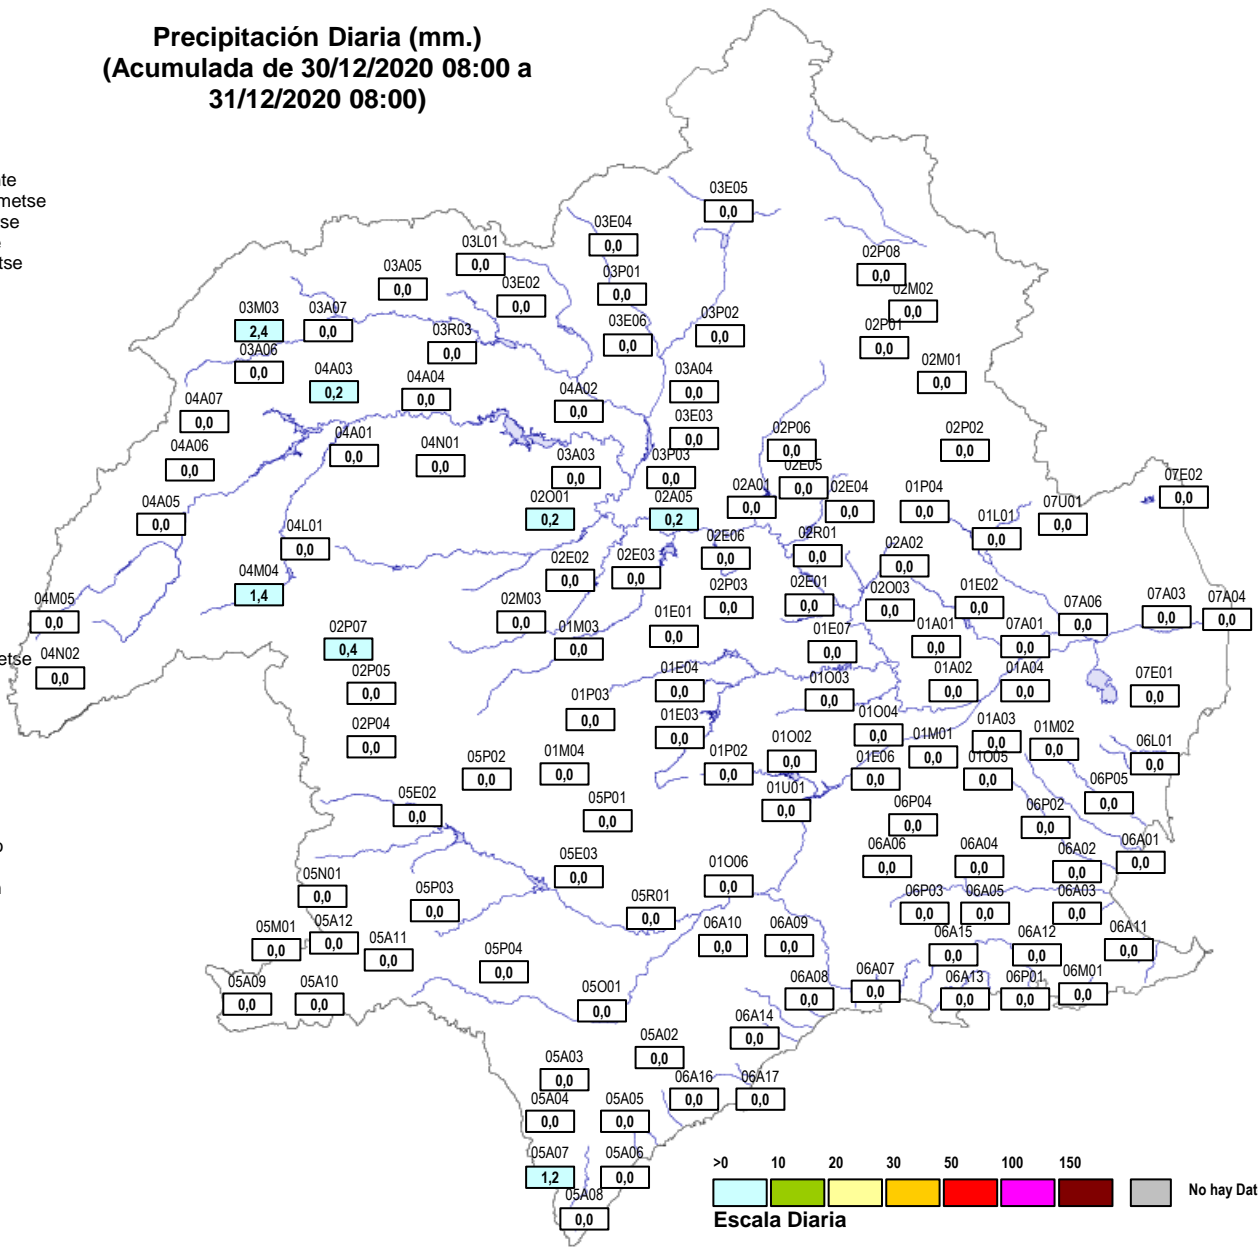 Precipitación Diaria (mm.)
(Acumulada de 30/12/2020 08:00 a
31/12/2020 08:00)
te
metse
se
tse
etse
03E05
0,0
03E04
0,0
03L01
0,0
02P08
0,0
03A05
0,0
03P01
0,0
03E02
0,0
02M02
0,0
03M03
2,4
03A07
0,0
03P02
0,0
03E06
0,0
03R03
0,0
02P01
0,0
03A06
0,0
04A03
0,2
02M01
0,0
04A04
0,0
04A02
0,0
03A04
0,0
04A07
0,0
03E03
0,0
04A01
0,0
02P06
0,0
02P02
0,0
04A06
0,0
04N01
0,0
03A03
0,0
03P03
0,0
02E05
0,0
07E02
0,0
04A05
0,0
02O01
0,2
02A05
0,2
02A01
0,0
02E04
0,0
01P04
0,0
07U01
0,0
04L01
0,0
01L01
0,0
02R01
0,0
02E06
0,0
02E02
0,0
02E03
0,0
02A02
0,0
04M04
1,4
04M05
0,0
02M03
0,0
02P03
0,0
02E01
0,0
02O03
0,0
01E02
0,0
07A06
0,0
07A03
0,0
07A04
0,0
02P07
0,4
01M03
0,0
01E01
0,0
01E07
0,0
01A01
0,0
07A01
0,0
04N02
0,0
02P05
0,0
01E04
0,0
01O03
0,0
01A02
0,0
01A04
0,0
07E01
0,0
01P03
0,0
01E03
0,0
02P04
0,0
01O04
0,0
01A03
0,0
01M02
0,0
05P02
0,0
01M04
0,0
01P02
0,0
01O02
0,0
01M01
0,0
01E06
0,0
01O05
0,0
06L01
0,0
05E02
0,0
05P01
0,0
01U01
0,0
06P04
0,0
06P02
0,0
06P05
0,0
05E03
0,0
06A06
0,0
06A04
0,0
06A02
0,0
06A01
0,0
05N01
0,0
05P03
0,0
01O06
0,0
05R01
0,0
06P03
0,0
06A05
0,0
06A03
0,0
05M01
0,0
05A12
0,0
05A11
0,0
05P04
0,0
06A10
0,0
06A09
0,0
06A15
0,0
06A12
0,0
06A11
0,0
05A09
0,0
05A10
0,0
05O01
0,0
06A08
0,0
06A07
0,0
06A13
0,0
06P01
0,0
06M01
0,0
06A14
0,0
05A02
0,0
05A03
0,0
06A16
0,0
06A17
0,0
05A04
0,0
05A05
0,0
05A07
1,2
05A06
0,0
05A08
0,0
>0 10 20 30 50 100 150
No hay Dat
Escala Diaria